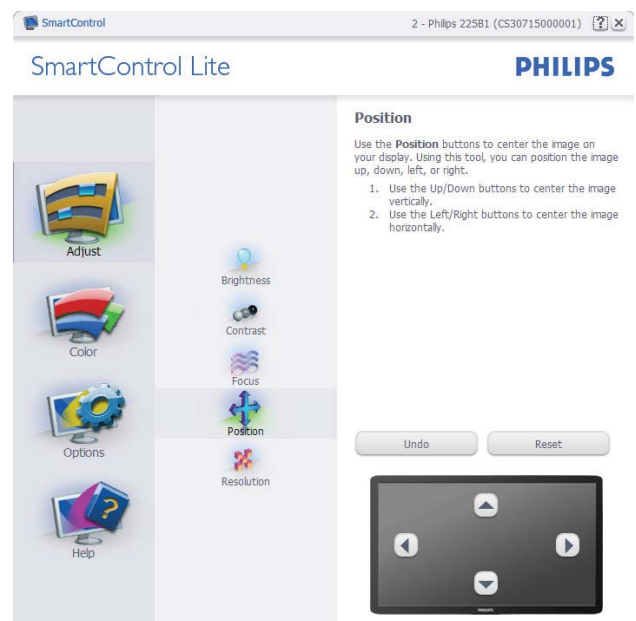 SmartControl
2 - Philips 225B1 (CS30715000001)
SmartControl Lite
PHILIPS
Adjust
Color
Options
Help
Brightness
Contrast
Focus
Position
Resolution
Position
Use the Position buttons to center the image on
your display. Using this tool, you can position the image
up, down, left, or right.
1. Use the Up/Down buttons to center the image
vertically.
2. Use the Left/Right buttons to center the image
horizontally.
Undo
Reset
PHILIPS